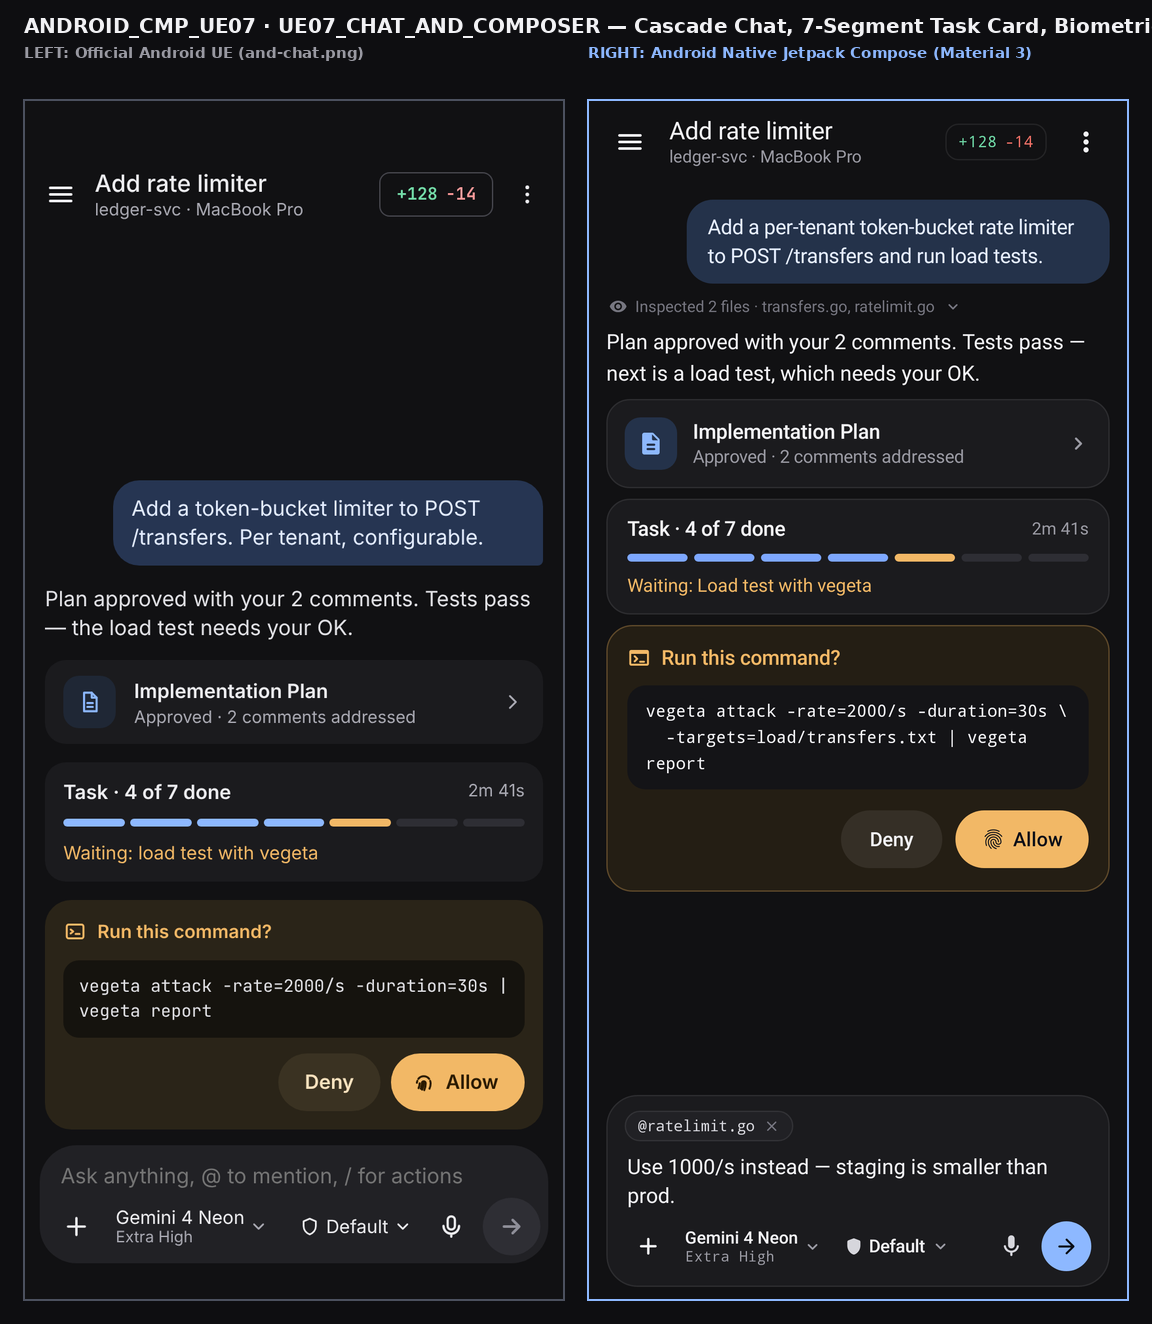 ANDROID_CMP_UE07 · UE07_CHAT_AND_COMPOSER — Cascade Chat, 7-Segment Task Card, Biometri
LEFT: Official Android UE (and-chat.png)
RIGHT: Android Native Jetpack Compose (Material 3)
Add rate limiter
ledger-svc · MacBook Pro
+128 -14
Add a token-bucket limiter to POST
/transfers. Per tenant, configurable.
Plan approved with your 2 comments. Tests pass
— the load test needs your OK.
Implementation Plan
Approved · 2 comments addressed
Task · 4 of 7 done
2m 41s
Waiting: load test with vegeta
Run this command?
vegeta attack -rate=2000/s -duration=30s |
vegeta report
Deny
Allow
Ask anything, @ to mention, / for actions
Gemini 4 Neon
Extra High
Default
Add rate limiter
ledger-svc · MacBook Pro
+128 -14
Add a per-tenant token-bucket rate limiter
to POST /transfers and run load tests.
Inspected 2 files · transfers.go, ratelimit.go
Plan approved with your 2 comments. Tests pass —
next is a load test, which needs your OK.
Implementation Plan
Approved · 2 comments addressed
Task · 4 of 7 done
2m 41s
Waiting: Load test with vegeta
Run this command?
vegeta attack -rate=2000/s -duration=30s \
-targets=load/transfers.txt | vegeta
report
Deny
Allow
@ratelimit.go
Use 1000/s instead — staging is smaller than
prod.
Gemini 4 Neon
Extra High
Default